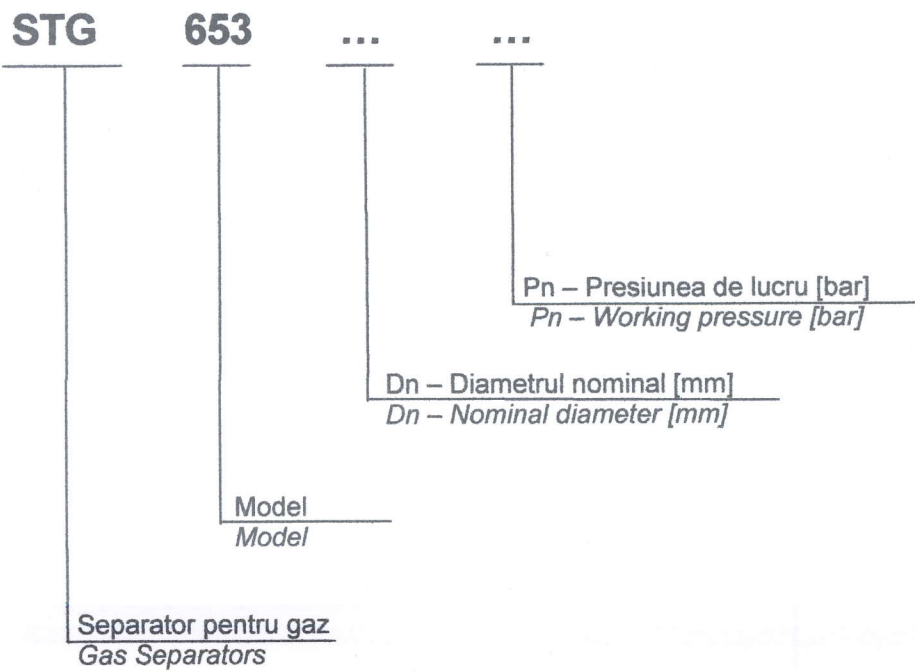 STG 653 ... ...
Pn – Presiunea de lucru [bar]
Pn – Working pressure [bar]
Dn – Diametrul nominal [mm]
Dn – Nominal diameter [mm]
Model
Model
Separator pentru gaz
Gas Separators